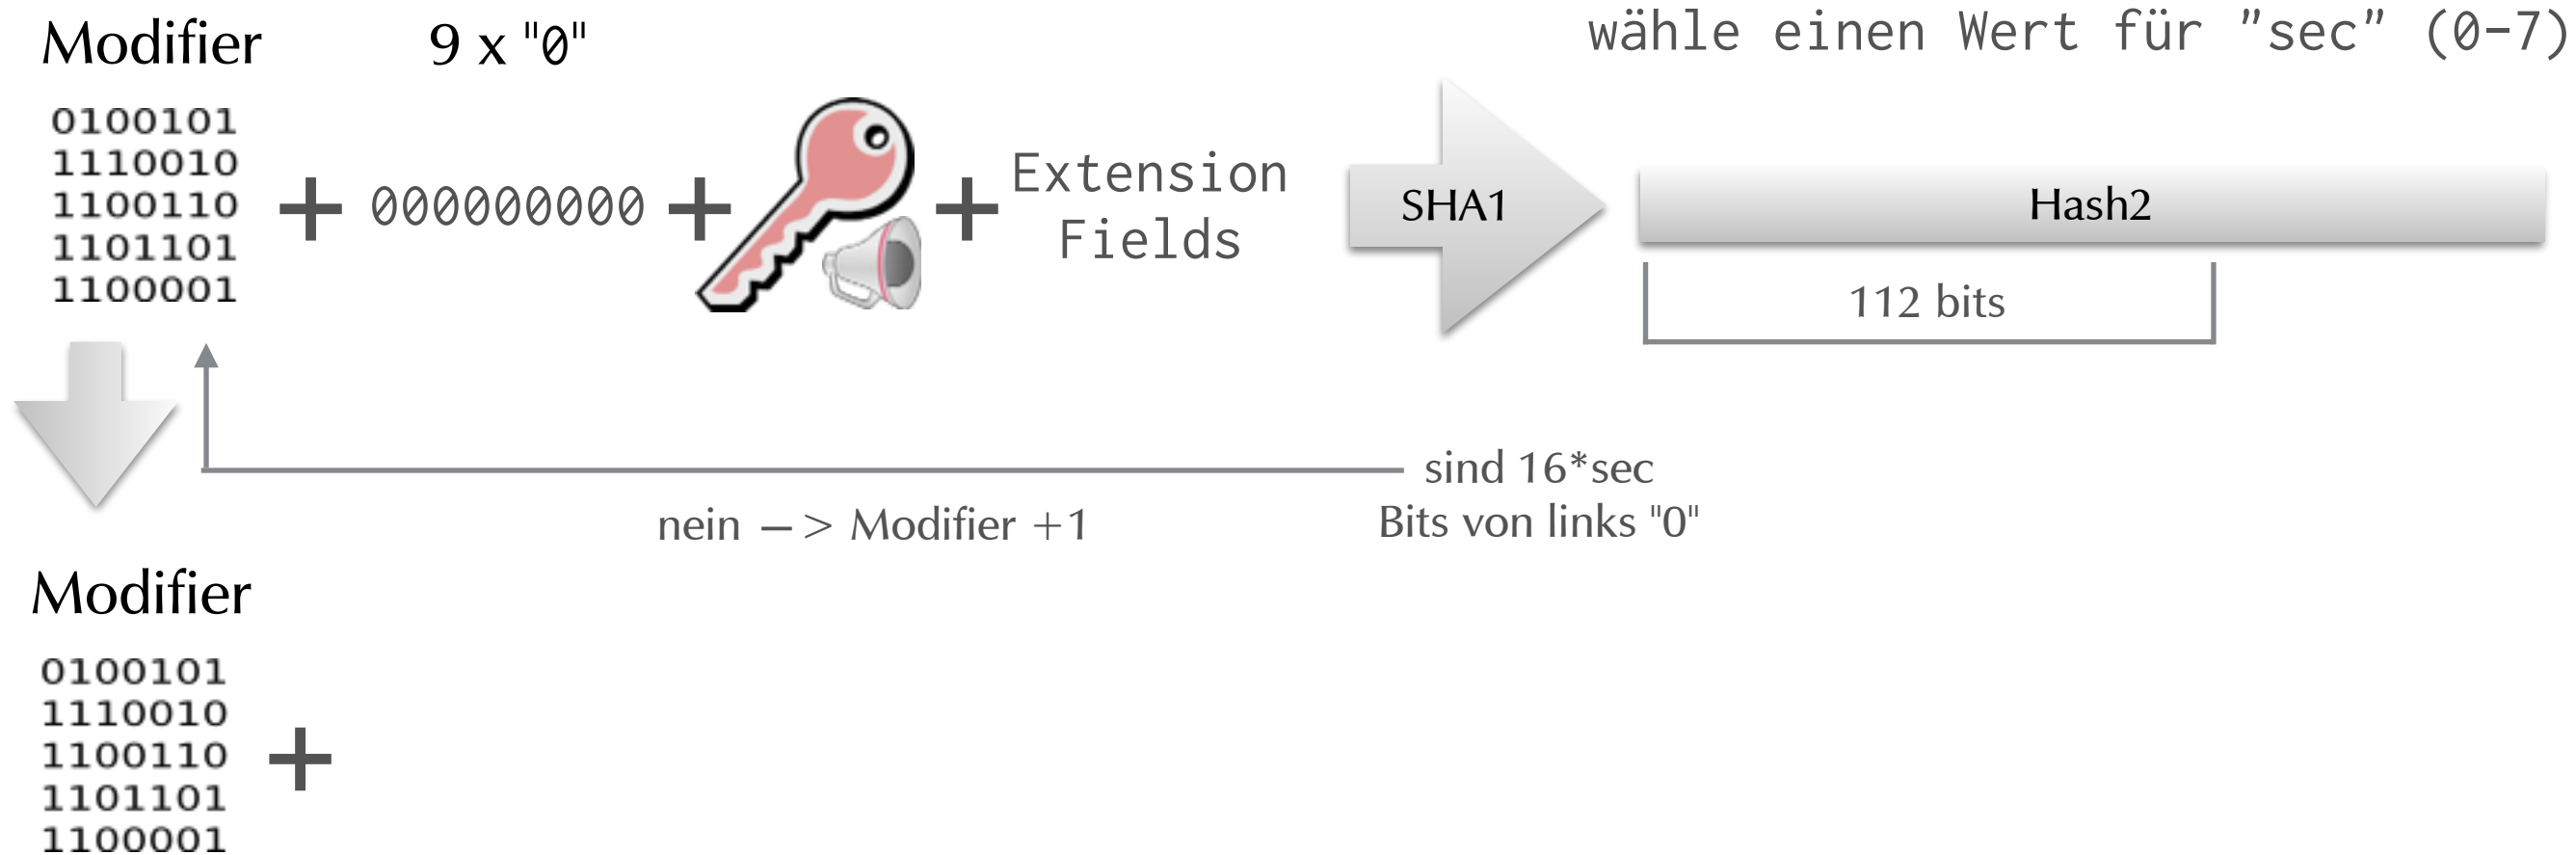 Modifier
9 x "0"
wähle einen Wert für "sec" (0-7)
0100101
1110010
1100110
1101101
1100001
+ 000000000 + + Extension
Fields
SHA1
Hash2
112 bits
sind 16*sec
Bits von links "0"
nein —> Modifier +1
Modifier
0100101
1110010
1100110
1101101
1100001
+